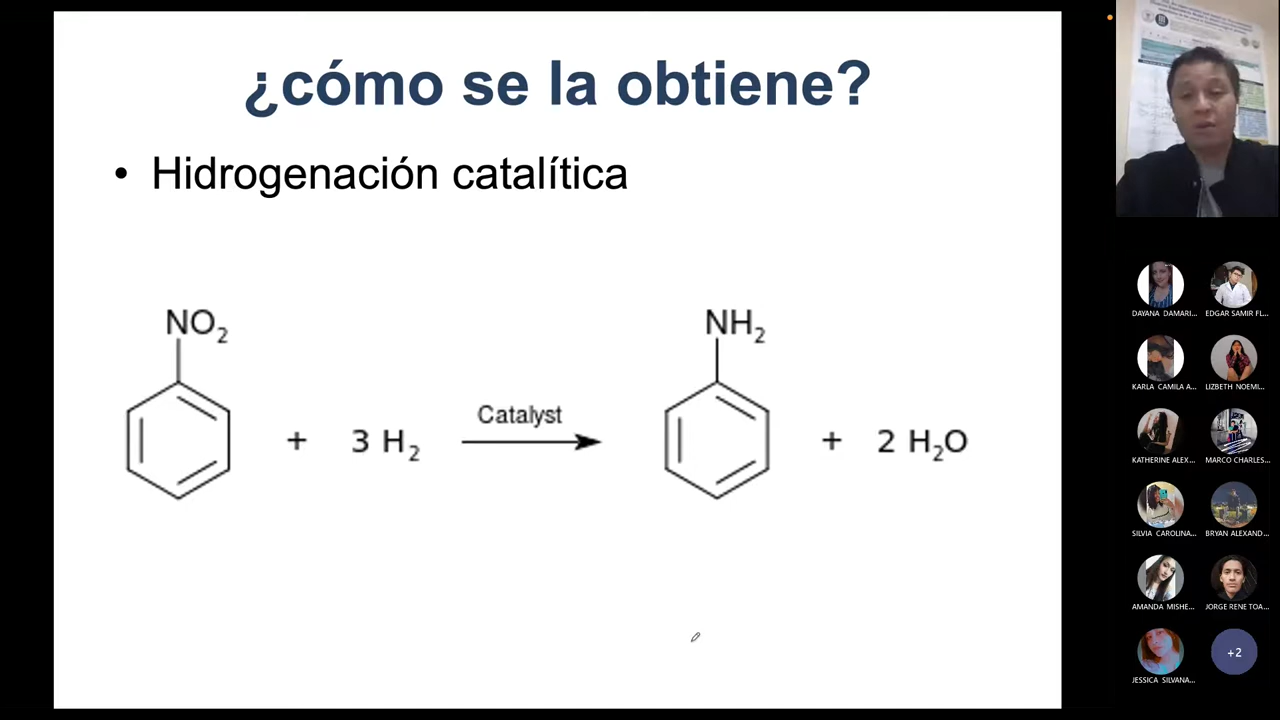 ¿cómo se la obtiene?
• Hidrogenación catalítica
NO2
NH2
Catalyst
+ 3 H2
+ 2 H2O
DAYANA DAMARI...
EDGAR SAMIR FL...
KARLA CAMILA A...
LIZBETH NOEMI...
KATHERINE ALEX...
MARCO CHARLES...
SILVIA CAROLINA...
BRYAN ALEXAND...
AMANDA MISHE...
JORGE RENE TOA...
JESSICA SILVANA...
+2